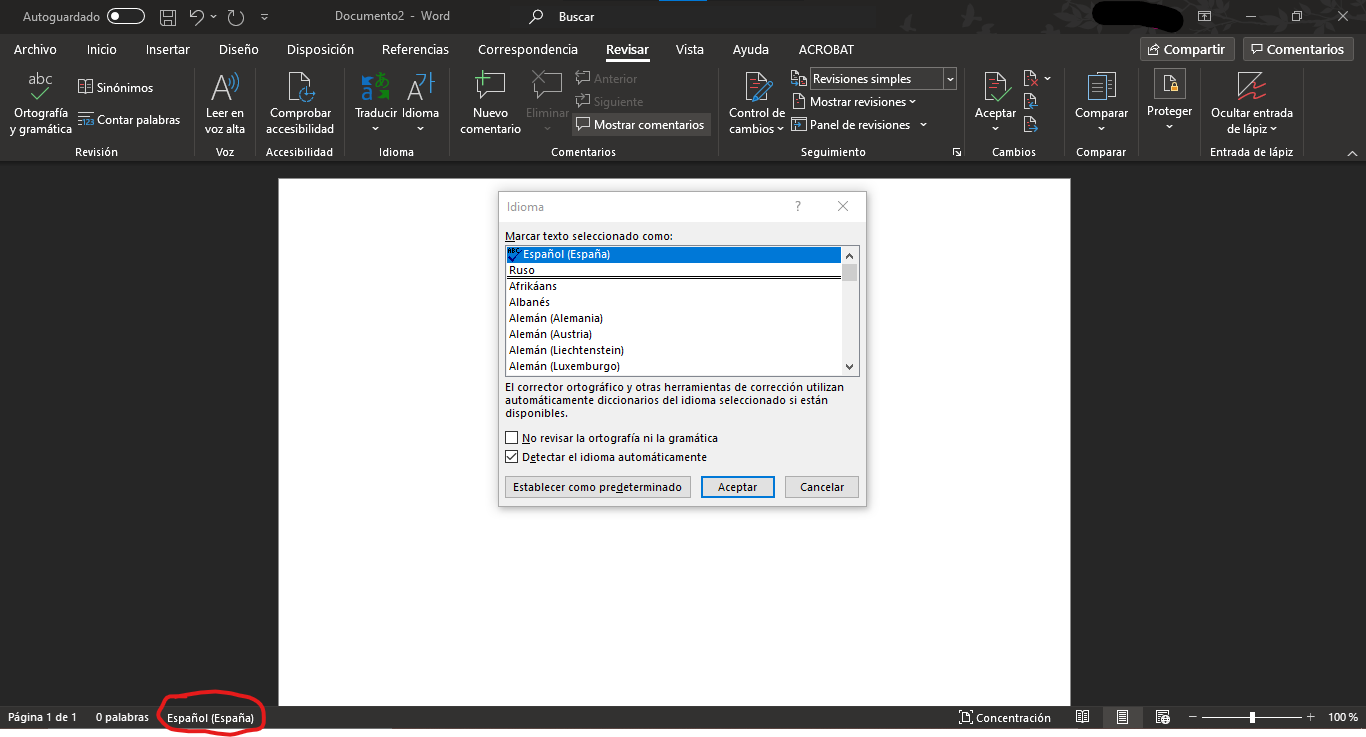 Autoguardado
Documento2 - Word
Buscar
Archivo Inicio Insertar Diseño Disposición Referencias Correspondencia Revisar Vista Ayuda ACROBAT Compartir Comentarios
abc
Ortografía
y gramática
Sinónimos
123 Contar palabras
Revisión
A
Leer en
voz alta
Voz
Comprobar
accesibilidad
Accesibilidad
Traducir
Idioma
Idioma
Nuevo
comentario
Eliminar
Anterior
Siguiente
Mostrar comentarios
Comentarios
Control de
cambios
Revisiones simples
Mostrar revisiones
Panel de revisiones
Seguimiento
Aceptar
Cambios
Comparar
Comparar
Proteger
Ocultar entrada
de lápiz
Entrada de lápiz
Idioma ?
Marcar texto seleccionado como:
ABC Español (España)
Ruso
Afrikáans
Albanés
Alemán (Alemania)
Alemán (Austria)
Alemán (Liechtenstein)
Alemán (Luxemburgo)
El corrector ortográfico y otras herramientas de corrección utilizan
automáticamente diccionarios del idioma seleccionado si están
disponibles.
No revisar la ortografía ni la gramática
Detectar el idioma automáticamente
Establecer como predeterminado Aceptar Cancelar
Página 1 de 1 0 palabras Español (España) Concentración 100 %